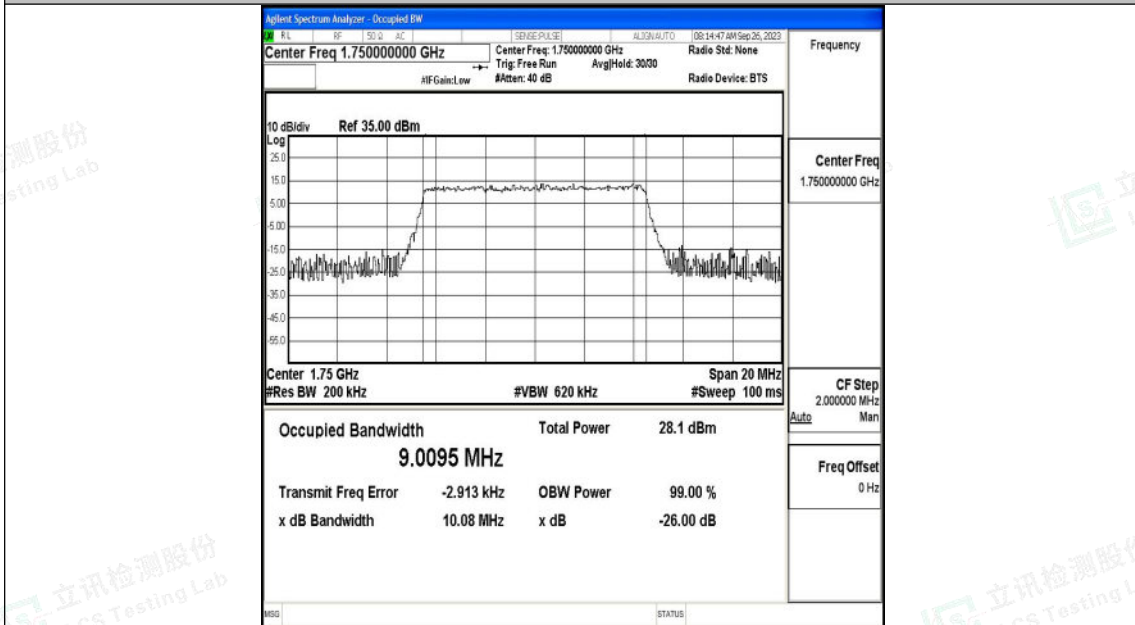 Agilent Spectrum Analyzer - Occupied BW
RL RF 50 Ω AC SENSE:PULSE ALIGNAUTO 08:14:47 AM Sep 26, 2023
Center Freq 1.750000000 GHz
Center Freq: 1.750000000 GHz
Radio Std: None
Trig: Free Run Avg|Hold: 30/30
#IFGain:Low
#Atten: 40 dB
Radio Device: BTS
10 dB/div Ref 35.00 dBm
Log
25.0
15.0
5.00
-5.00
-15.0
-25.0
-35.0
-45.0
-55.0
Center 1.75 GHz Span 20 MHz
#Res BW 200 kHz #VBW 620 kHz #Sweep 100 ms
Occupied Bandwidth Total Power 28.1 dBm
9.0095 MHz
Transmit Freq Error -2.913 kHz OBW Power 99.00 %
x dB Bandwidth 10.08 MHz x dB -26.00 dB
MSG STATUS
Frequency
Center Freq
1.750000000 GHz
CF Step
2.000000 MHz
Auto Man
Freq Offset
0 Hz
测股份
sting Lab
立
立讯检测股份
CS Testing Lab
立讯检测股份
CS Testing L